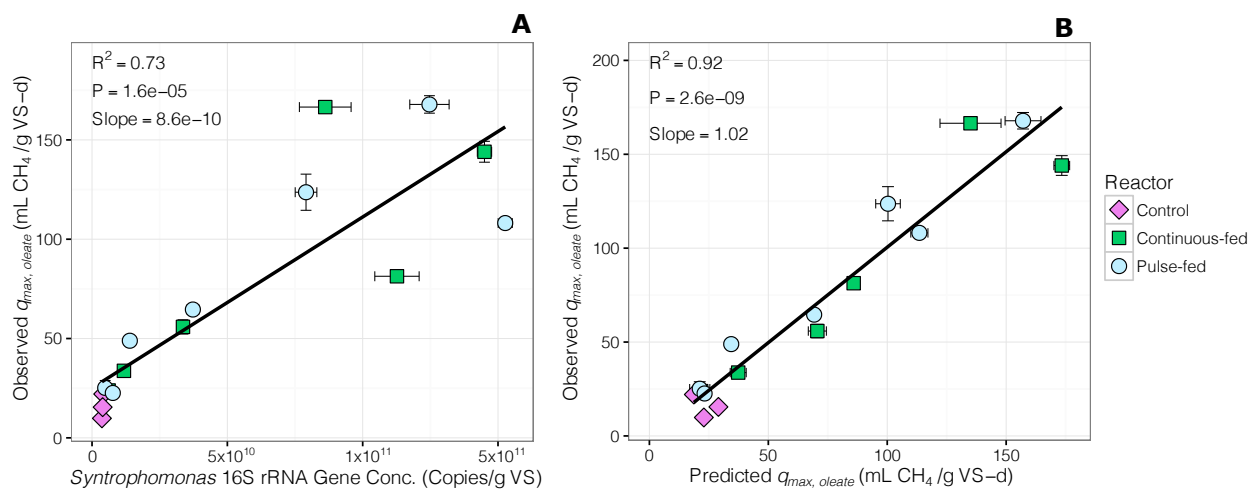 A
R² = 0.73
P = 1.6e−05
Slope = 8.6e−10
Observed q_max, oleate (mL CH₄ /g VS−d)
150
100
50
0
0
5x10¹⁰
1x10¹¹
5x10¹¹
Syntrophomonas 16S rRNA Gene Conc. (Copies/g VS)
B
R² = 0.92
P = 2.6e−09
Slope = 1.02
Observed q_max, oleate (mL CH₄ /g VS−d)
200
150
100
50
0
0
50
100
150
Predicted q_max, oleate (mL CH₄ /g VS−d)
Reactor
Control
Continuous-fed
Pulse-fed